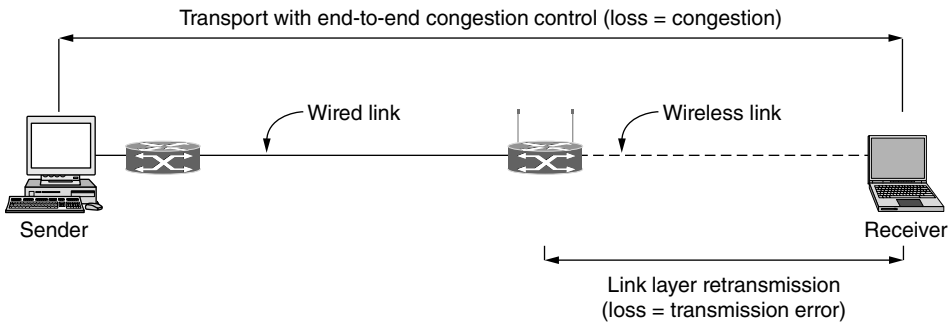 Transport with end-to-end congestion control (loss = congestion)
Wired link
Wireless link
Sender
Receiver
Link layer retransmission
(loss = transmission error)